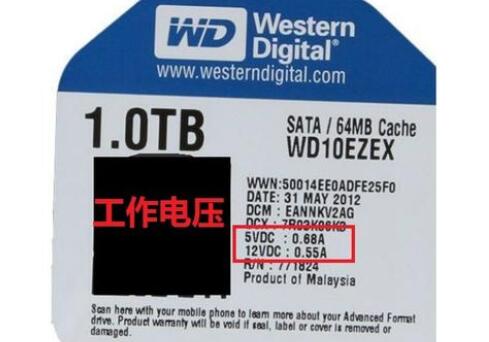 WD Western Digital®
www.westerndigital.com
1.0TB
SATA / 64MB Cache
WD10EZEX
工作电压
WWN:50014EE0ADFE25F0
DATE: 31 MAY 2012
DCM : EANNKV2AG
DCX : 7R03K06KD
5VDC : 0.68A
12VDC : 0.55A
R/N : 771824
Product of Malaysia
Scan here with your mobile phone to learn more about your Advanced Format
drive. Product warranty will be void if seal, label or cover is removed or
damaged.